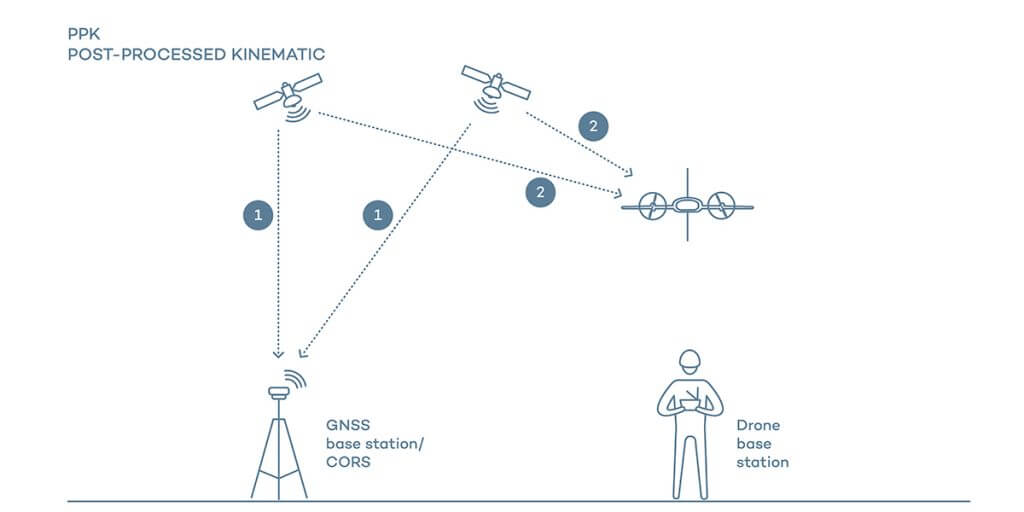 PPK
POST-PROCESSED KINEMATIC
2
2
1
1
GNSS
base station/
CORS
Drone
base
station